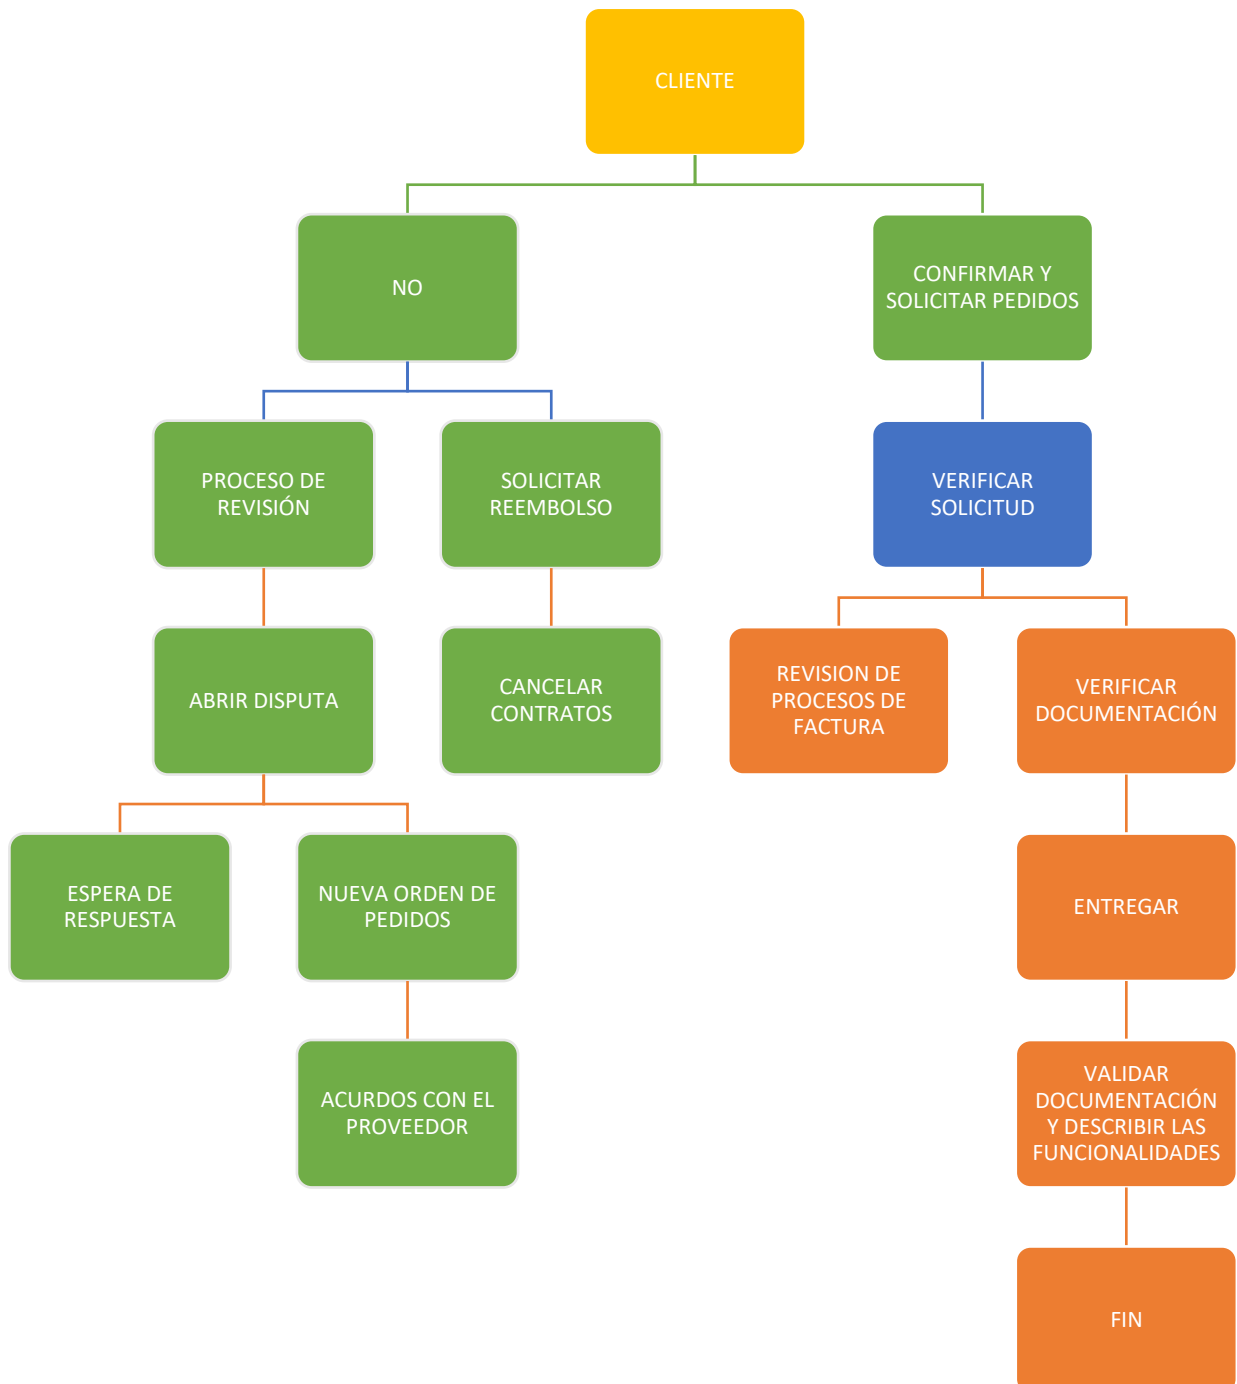 CLIENTE
NO
CONFIRMAR Y
SOLICITAR PEDIDOS
PROCESO DE
REVISIÓN
SOLICITAR
REEMBOLSO
VERIFICAR
SOLICITUD
ABRIR DISPUTA
CANCELAR
CONTRATOS
REVISION DE
PROCESOS DE
FACTURA
VERIFICAR
DOCUMENTACIÓN
ESPERA DE
RESPUESTA
NUEVA ORDEN DE
PEDIDOS
ENTREGAR
ACURDOS CON EL
PROVEEDOR
VALIDAR
DOCUMENTACIÓN
Y DESCRIBIR LAS
FUNCIONALIDADES
FIN